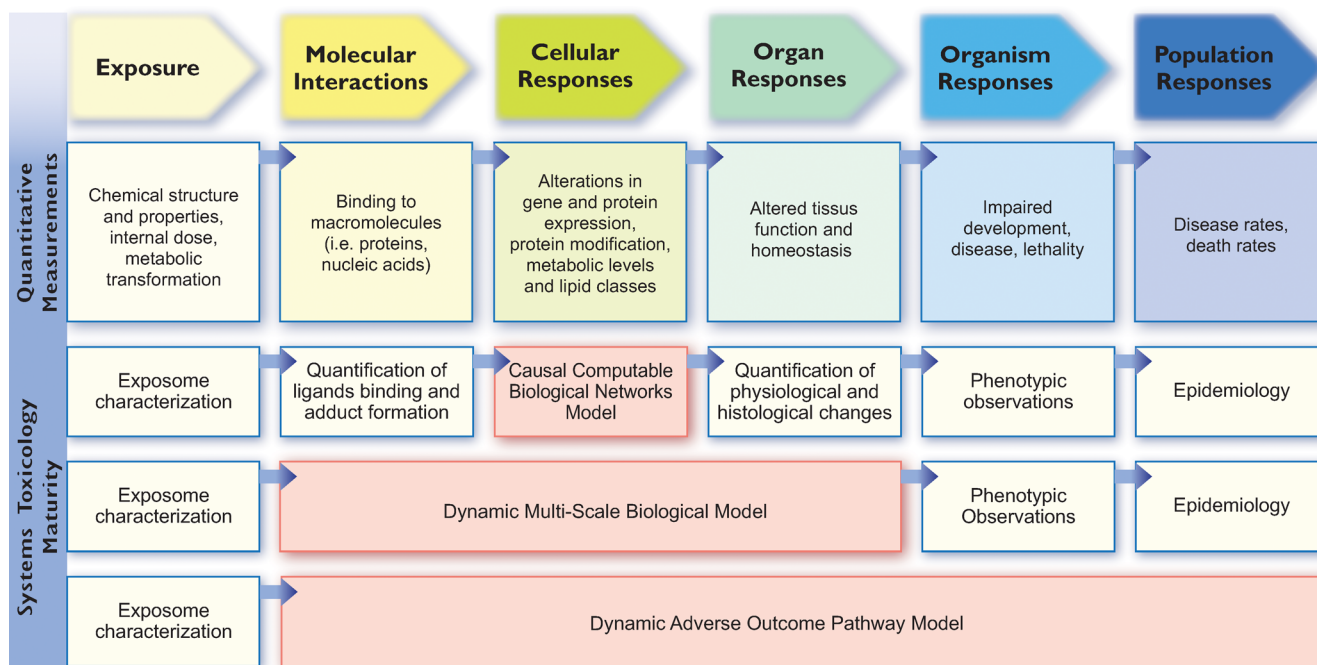 Exposure
Molecular
Interactions
Cellular
Responses
Organ
Responses
Organism
Responses
Population
Responses
Quantitative
Measurements
Chemical structure
and properties,
internal dose,
metabolic
transformation
Binding to
macromolecules
(i.e. proteins,
nucleic acids)
Alterations in
gene and protein
expression,
protein modification,
metabolic levels
and lipid classes
Altered tissus
function and
homeostasis
Impaired
development,
disease, lethality
Disease rates,
death rates
Systems Toxicology
Maturity
Exposome
characterization
Quantification of
ligands binding and
adduct formation
Causal Computable
Biological Networks
Model
Quantification of
physiological and
histological changes
Phenotypic
observations
Epidemiology
Exposome
characterization
Dynamic Multi-Scale Biological Model
Phenotypic
Observations
Epidemiology
Exposome
characterization
Dynamic Adverse Outcome Pathway Model